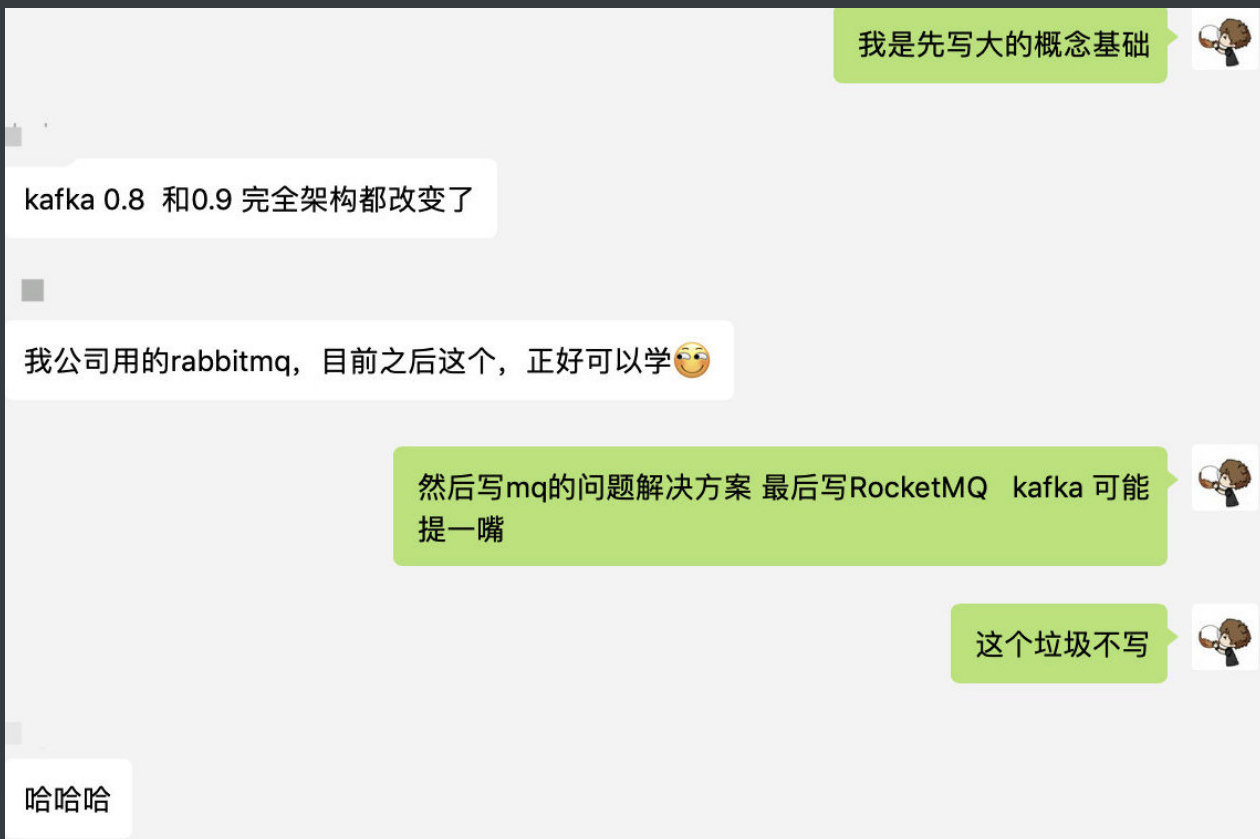 我是先写大的概念基础
kafka 0.8 和0.9 完全架构都改变了
我公司用的rabbitmq，目前之后这个，正好可以学
然后写mq的问题解决方案 最后写RocketMQ kafka 可能
提一嘴
这个垃圾不写
哈哈哈